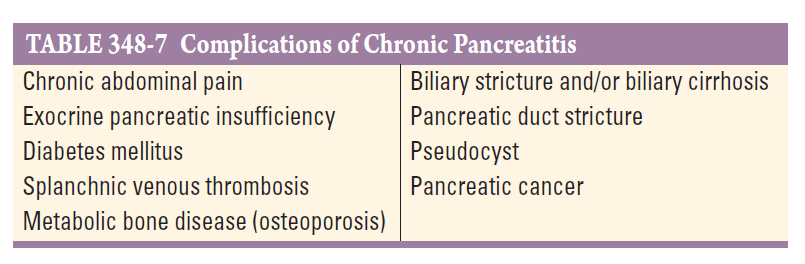 TABLE 348-7 Complications of Chronic Pancreatitis
Chronic abdominal pain
Exocrine pancreatic insufficiency
Diabetes mellitus
Splanchnic venous thrombosis
Metabolic bone disease (osteoporosis)
Biliary stricture and/or biliary cirrhosis
Pancreatic duct stricture
Pseudocyst
Pancreatic cancer